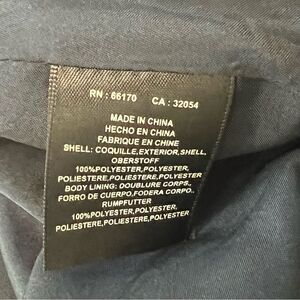 RN : 66170 CA : 32054
MADE IN CHINA
HECHO EN CHINA
FABRIQUE EN CHINE
SHELL: COQUILLE,EXTERIOR,SHELL,
OBERSTOFF
100%POLYESTER,POLYESTER,
POLIESTERE,POLIESTERE,POLYESTER
BODY LINING: DOUBLURE CORPS,
FORRO DE CUERPO,FODERA CORPO,
RUMPFUTTER
100%POLYESTER,POLYESTER,
POLIESTERE,POLIESTERE,POLYESTER